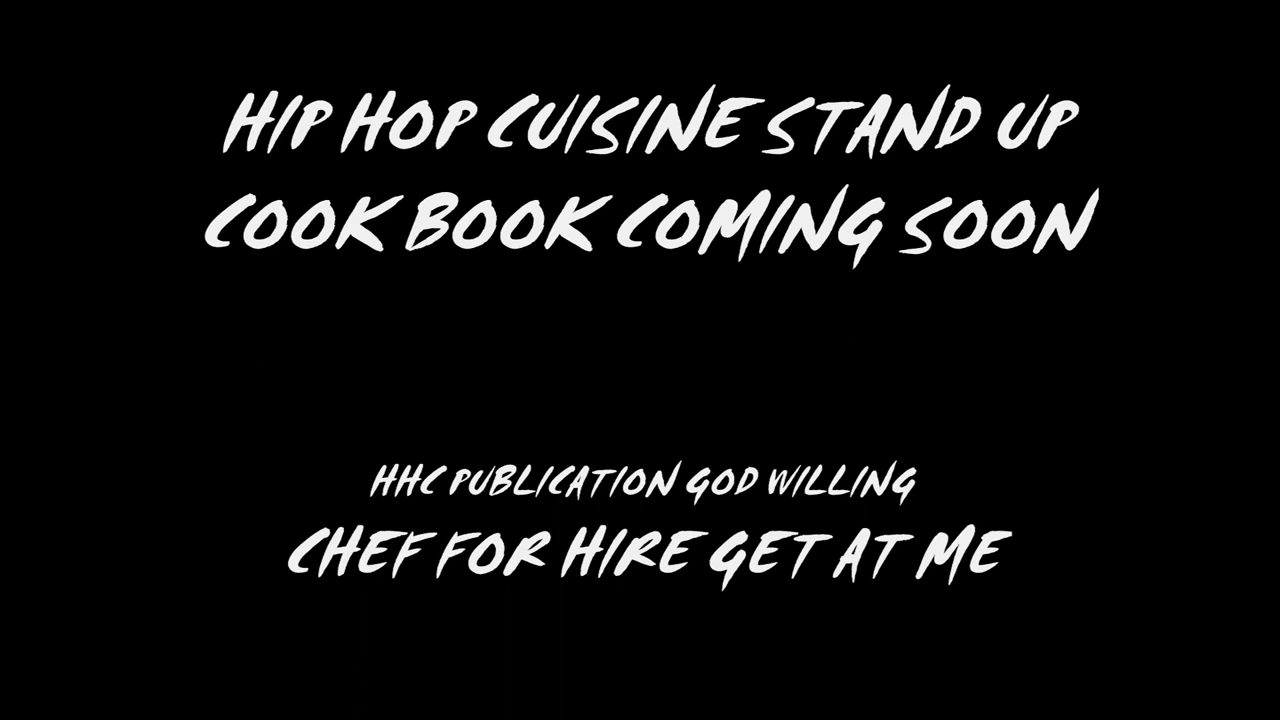 HIP HOP CUISINE STAND UP
COOK BOOK COMING SOON
HHC PUBLICATION GOD WILLING
CHEF FOR HIRE GET AT ME